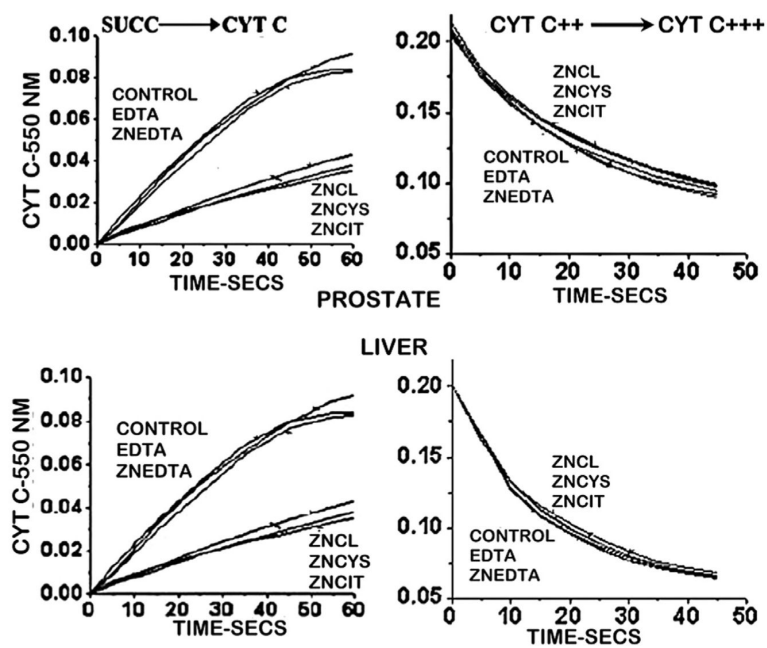 SUCC → CYT C
CYT C++ → CYT C+++
CYT C-550 NM
0.10
0.08
0.06
0.04
0.02
0.00
CONTROL
EDTA
ZNEDTA
ZNCL
ZNCYS
ZNCIT
0 10 20 30 40 50 60
TIME-SECS
0.20
0.15
0.10
0.05
ZNCL
ZNCYS
ZNCIT
CONTROL
EDTA
ZNEDTA
0 10 20 30 40 50
TIME-SECS
PROSTATE
LIVER
CYT C-550 NM
0.10
0.08
0.06
0.04
0.02
0.00
CONTROL
EDTA
ZNEDTA
ZNCL
ZNCYS
ZNCIT
0 10 20 30 40 50 60
TIME-SECS
0.20
0.15
0.10
0.05
ZNCL
ZNCYS
ZNCIT
CONTROL
EDTA
ZNEDTA
0 10 20 30 40 50
TIME-SECS